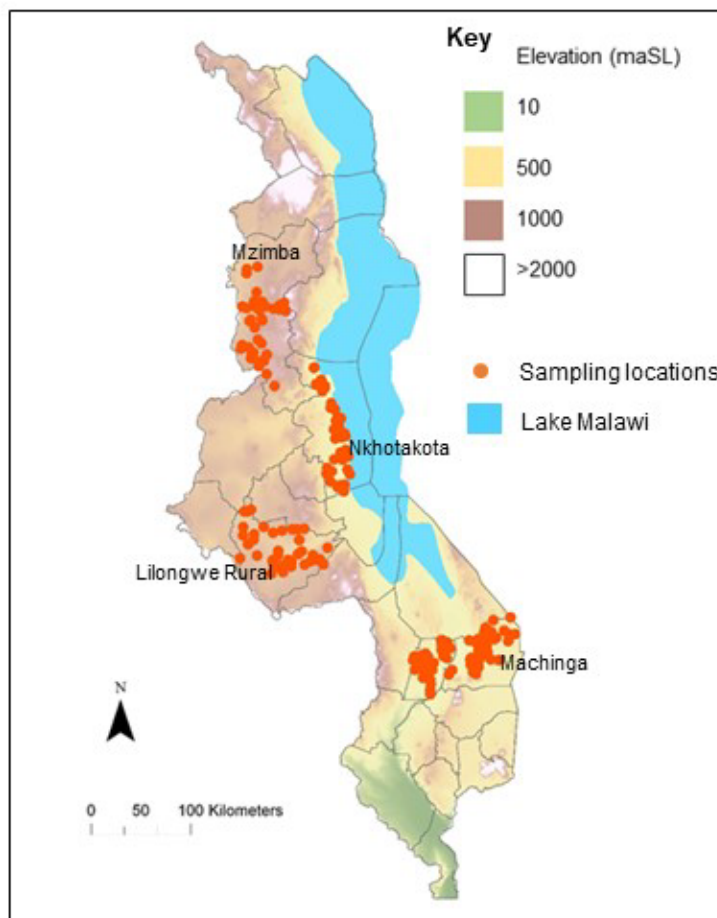 Key
Elevation (maSL)
10
500
1000
>2000
Sampling locations
Lake Malawi
Mzimba
Nkhotakota
Lilongwe Rural
Machinga
N
0 50 100 Kilometers